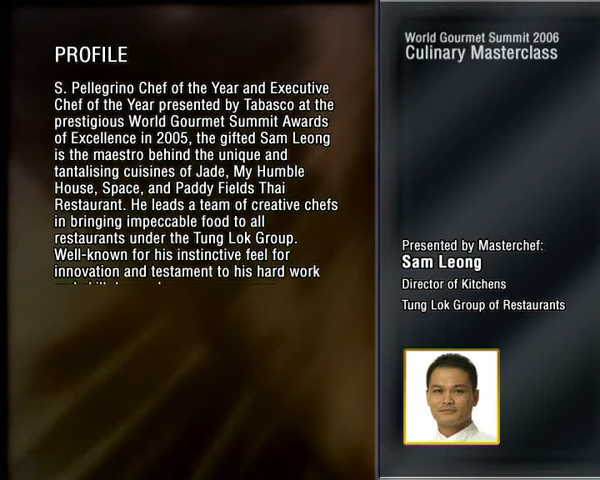 PROFILE
S. Pellegrino Chef of the Year and Executive
Chef of the Year presented by Tabasco at the
prestigious World Gourmet Summit Awards
of Excellence in 2005, the gifted Sam Leong
is the maestro behind the unique and
tantalising cuisines of Jade, My Humble
House, Space, and Paddy Fields Thai
Restaurant. He leads a team of creative chefs
in bringing impeccable food to all
restaurants under the Tung Lok Group.
Well-known for his instinctive feel for
innovation and testament to his hard work
World Gourmet Summit 2006
Culinary Masterclass
Presented by Masterchef:
Sam Leong
Director of Kitchens
Tung Lok Group of Restaurants